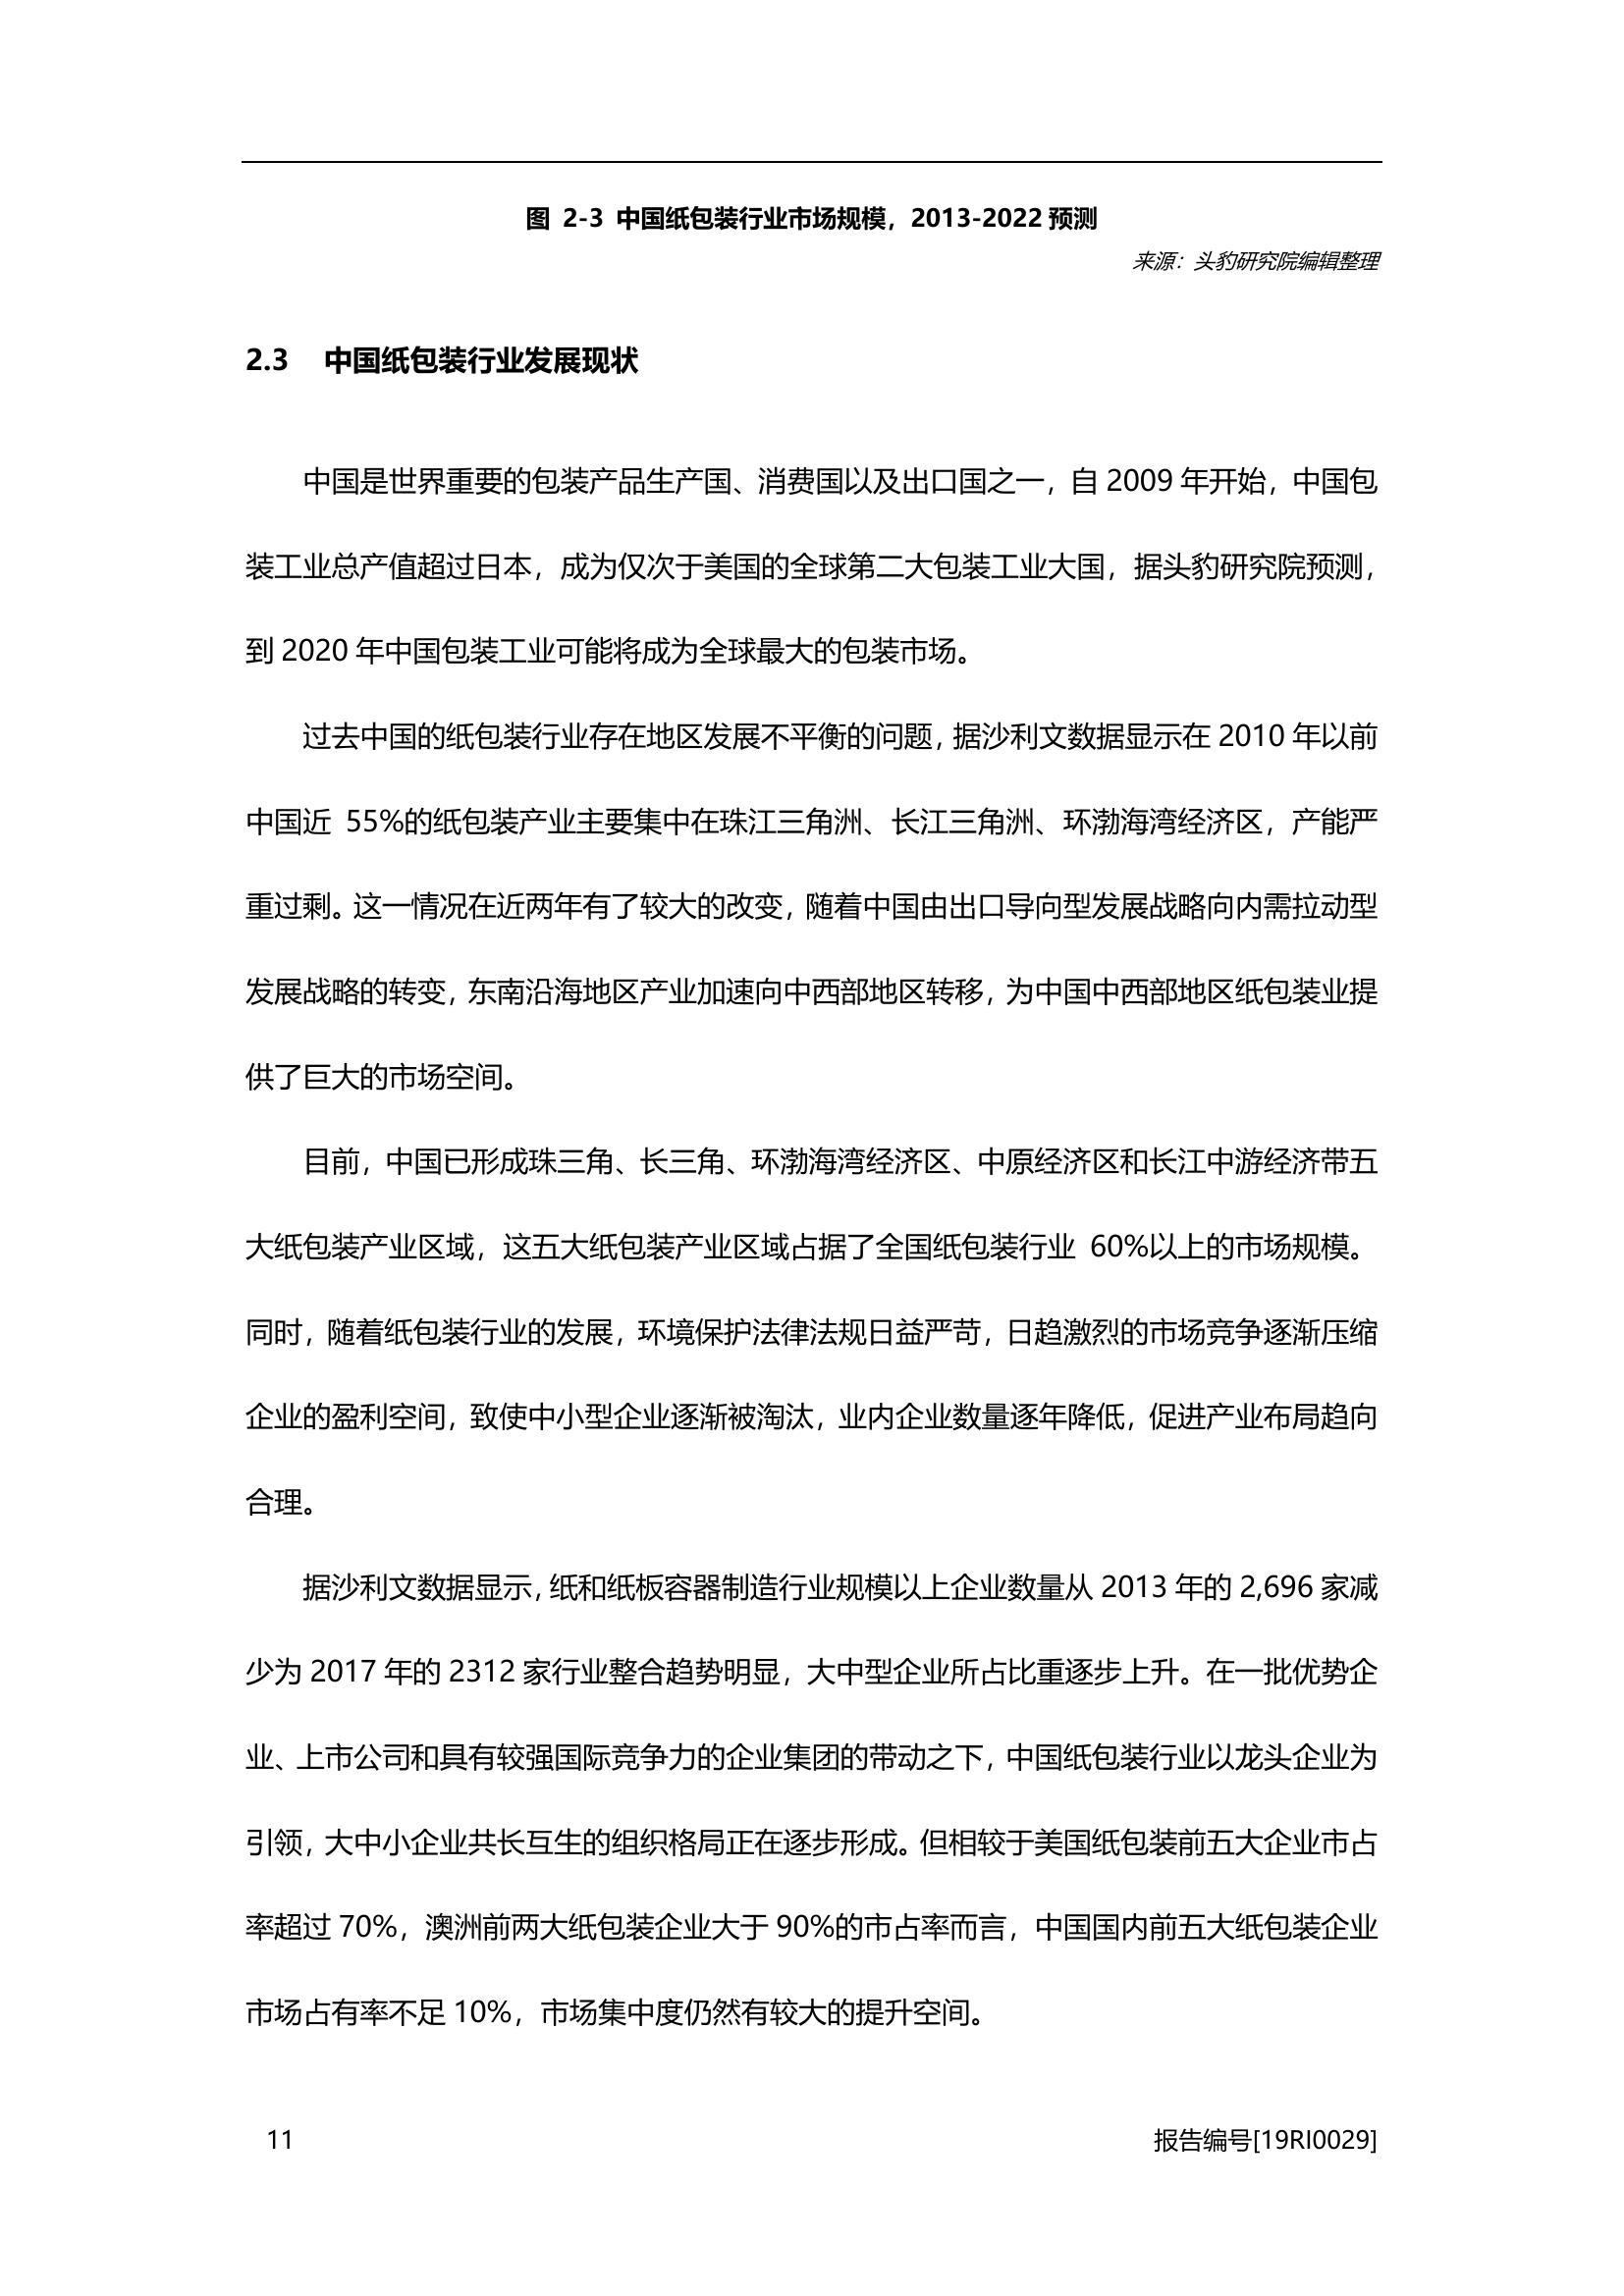 图 2-3 中国纸包装行业市场规模，2013-2022 预测
来源：头豹研究院编辑整理
2.3 中国纸包装行业发展现状
中国是世界重要的包装产品生产国、消费国以及出口国之一，自 2009 年开始，中国包
装工业总产值超过日本，成为仅次于美国的全球第二大包装工业大国，据头豹研究院预测，
到 2020 年中国包装工业可能将成为全球最大的包装市场。
过去中国的纸包装行业存在地区发展不平衡的问题，据沙利文数据显示在 2010 年以前
中国近 55%的纸包装产业主要集中在珠江三角洲、长江三角洲、环渤海湾经济区，产能严
重过剩。这一情况在近两年有了较大的改变，随着中国由出口导向型发展战略向内需拉动型
发展战略的转变，东南沿海地区产业加速向中西部地区转移，为中国中西部地区纸包装业提
供了巨大的市场空间。
目前，中国已形成珠三角、长三角、环渤海湾经济区、中原经济区和长江中游经济带五
大纸包装产业区域，这五大纸包装产业区域占据了全国纸包装行业 60%以上的市场规模。
同时，随着纸包装行业的发展，环境保护法律法规日益严苛，日趋激烈的市场竞争逐渐压缩
企业的盈利空间，致使中小型企业逐渐被淘汰，业内企业数量逐年降低，促进产业布局趋向
合理。
据沙利文数据显示，纸和纸板容器制造行业规模以上企业数量从 2013 年的 2,696 家减
少为 2017 年的 2312 家行业整合趋势明显，大中型企业所占比重逐步上升。在一批优势企
业、上市公司和具有较强国际竞争力的企业集团的带动之下，中国纸包装行业以龙头企业为
引领，大中小企业共长互生的组织格局正在逐步形成。但相较于美国纸包装前五大企业市占
率超过 70%，澳洲前两大纸包装企业大于 90%的市占率而言，中国国内前五大纸包装企业
市场占有率不足 10%，市场集中度仍然有较大的提升空间。
11 报告编号[19RI0029]